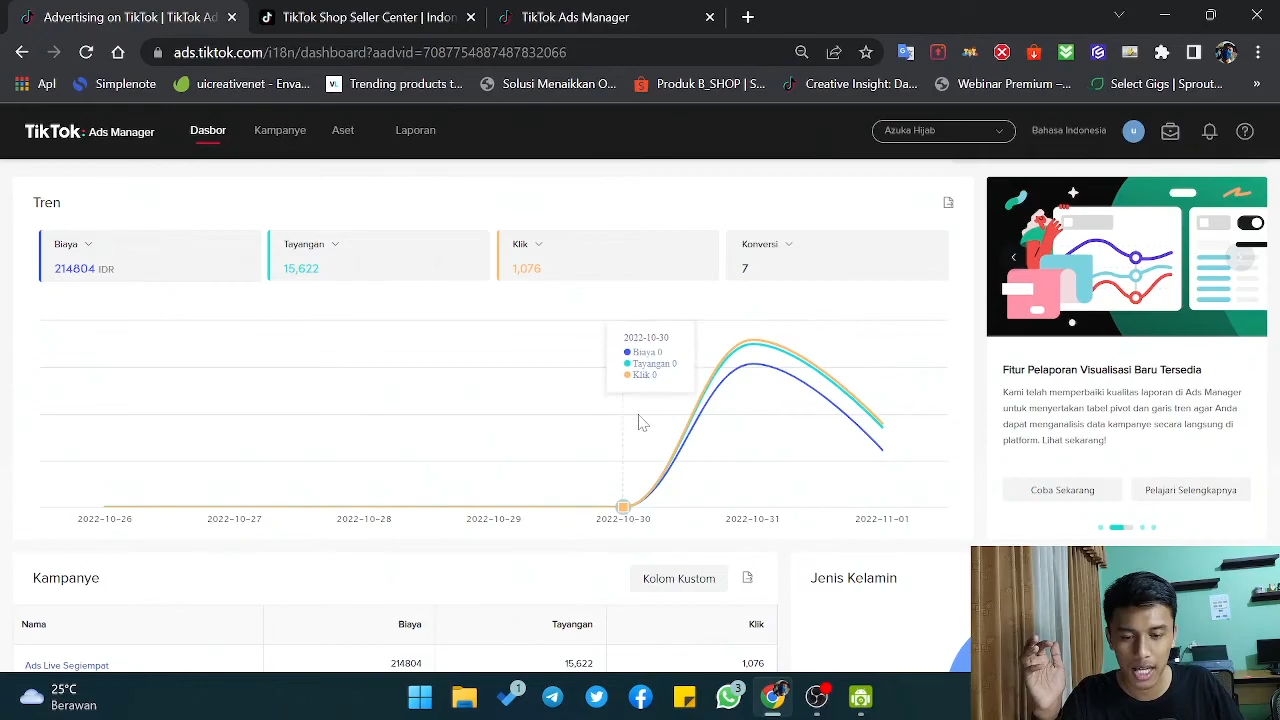 Advertising on TikTok | TikTok Ad
TikTok Shop Seller Center | Indon
TikTok Ads Manager
ads.tiktok.com/i18n/dashboard?aadvid=7087754887487832066
Apl
Simplenote
uicreativenet - Enva...
Trending products t...
Solusi Menaikkan O...
Produk B_SHOP | S...
Creative Insight: Da...
Webinar Premium –...
Select Gigs | Sprout...
»
TikTok: Ads Manager
Dasbor
Kampanye
Aset
Laporan
Azuka Hijab
Bahasa Indonesia
u
Tren
Biaya
214804 IDR
Tayangan
15,622
Klik
1,076
Konversi
7
2022-10-30
Biaya 0
Tayangan 0
Klik 0
2022-10-26
2022-10-27
2022-10-28
2022-10-29
2022-10-30
2022-10-31
2022-11-01
Fitur Pelaporan Visualisasi Baru Tersedia
Kami telah memperbaiki kualitas laporan di Ads Manager
untuk menyertakan tabel pivot dan garis tren agar Anda
dapat menganalisis data kampanye secara langsung di
platform. Lihat sekarang!
Coba Sekarang
Pelajari Selengkapnya
Kampanye
Kolom Kustom
Nama
Biaya
Tayangan
Klik
Ads Live Segiempat
214804
15,622
1,076
Jenis Kelamin
25°C
Berawan
1
3